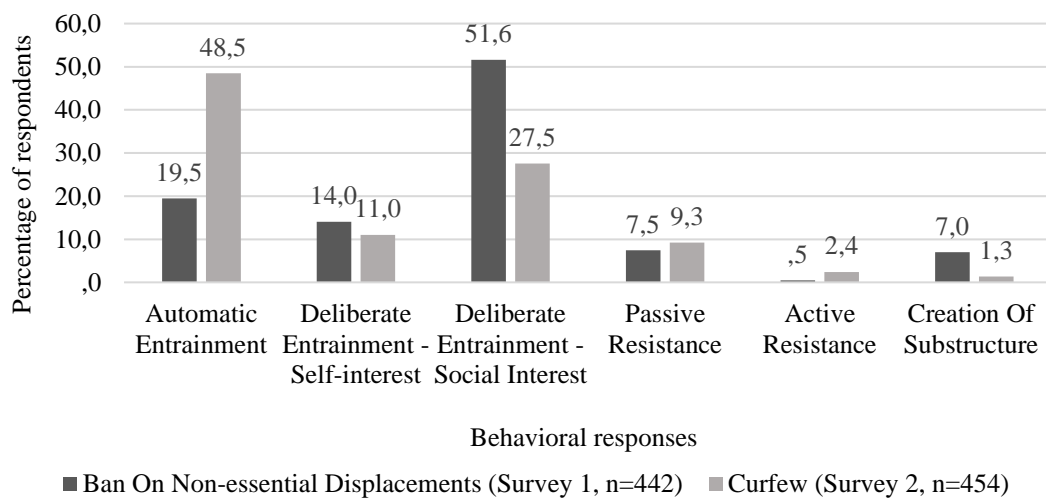 Percentage of respondents
60,0
50,0
40,0
30,0
20,0
10,0
,0
19,5
48,5
14,0
11,0
51,6
27,5
7,5
9,3
,5
2,4
7,0
1,3
Automatic
Entrainment
Deliberate
Entrainment -
Self-interest
Deliberate
Entrainment -
Social Interest
Passive
Resistance
Active
Resistance
Creation Of
Substructure
Behavioral responses
Ban On Non-essential Displacements (Survey 1, n=442)
Curfew (Survey 2, n=454)